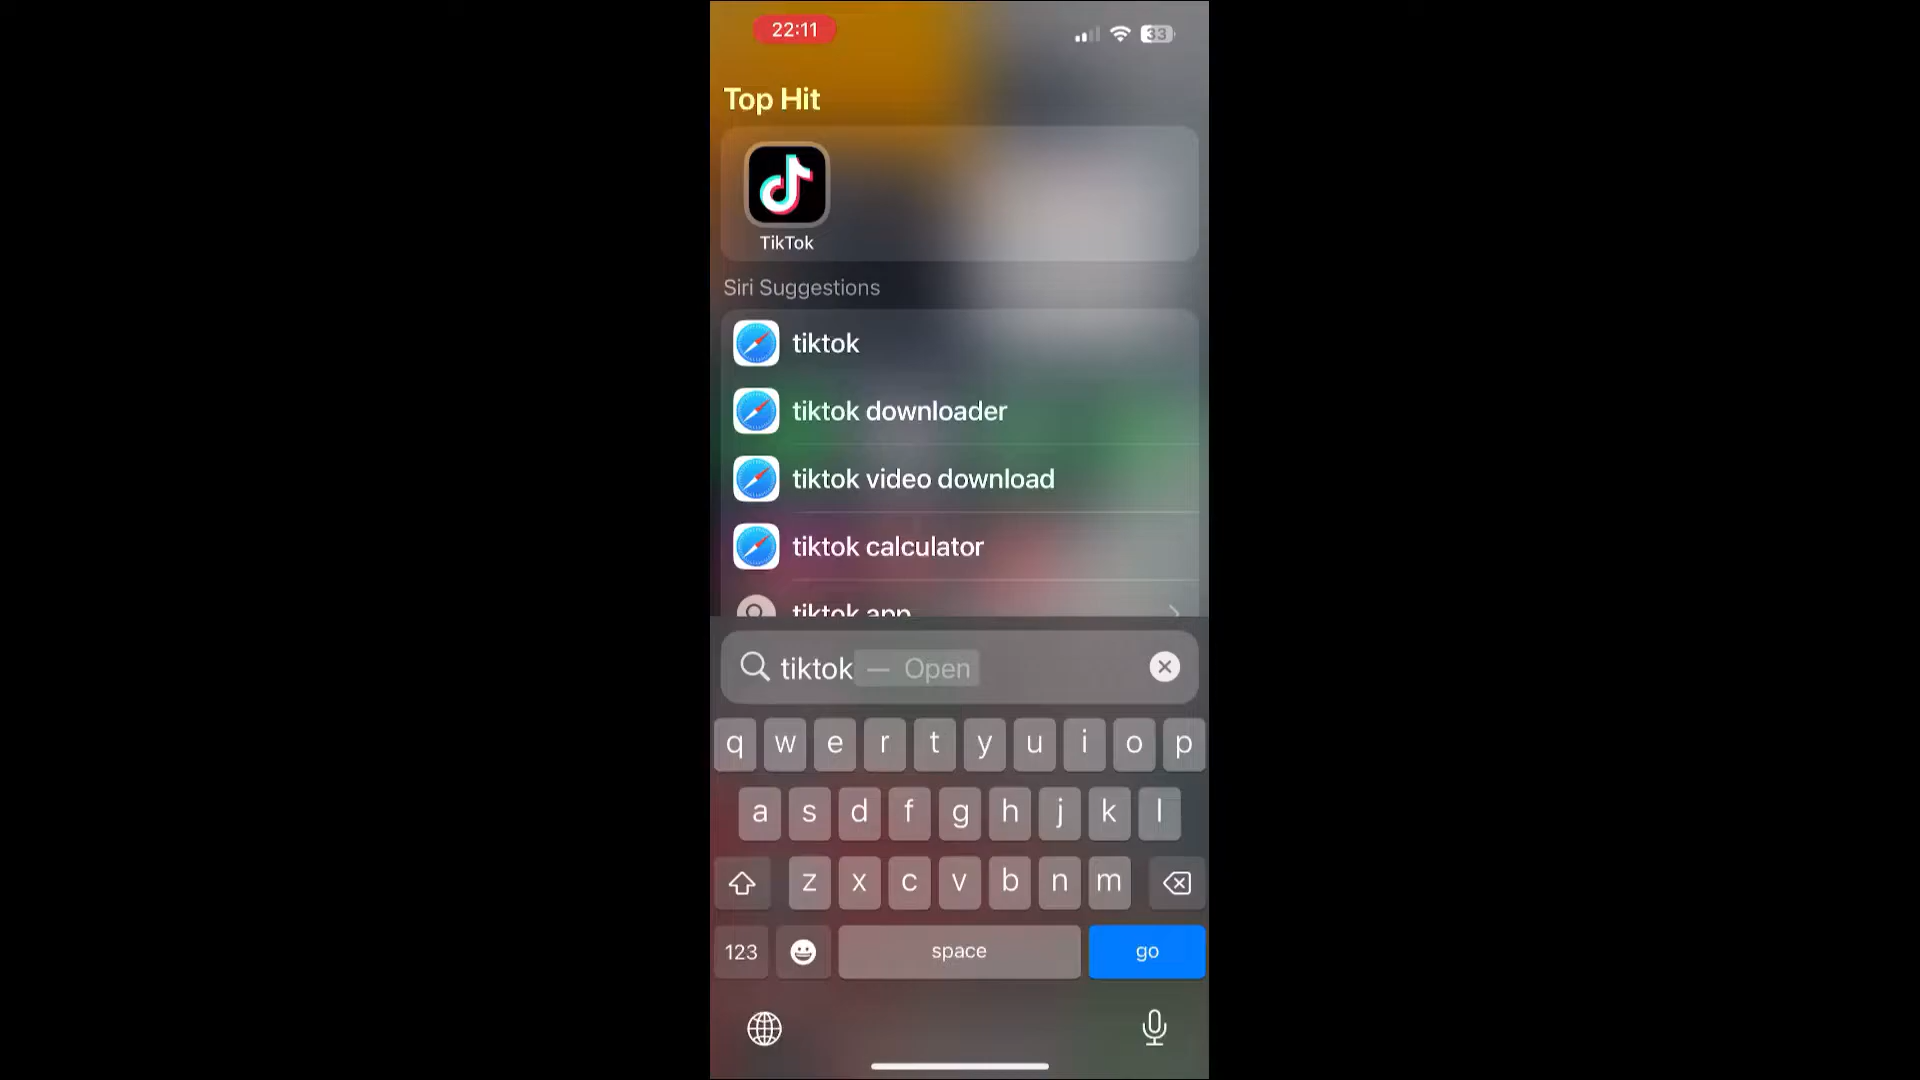 22:11
33
Top Hit
TikTok
Siri Suggestions
tiktok
tiktok downloader
tiktok video download
tiktok calculator
tiktok app
tiktok — Open
q w e r t y u i o p
a s d f g h j k l
z x c v b n m
123 space go